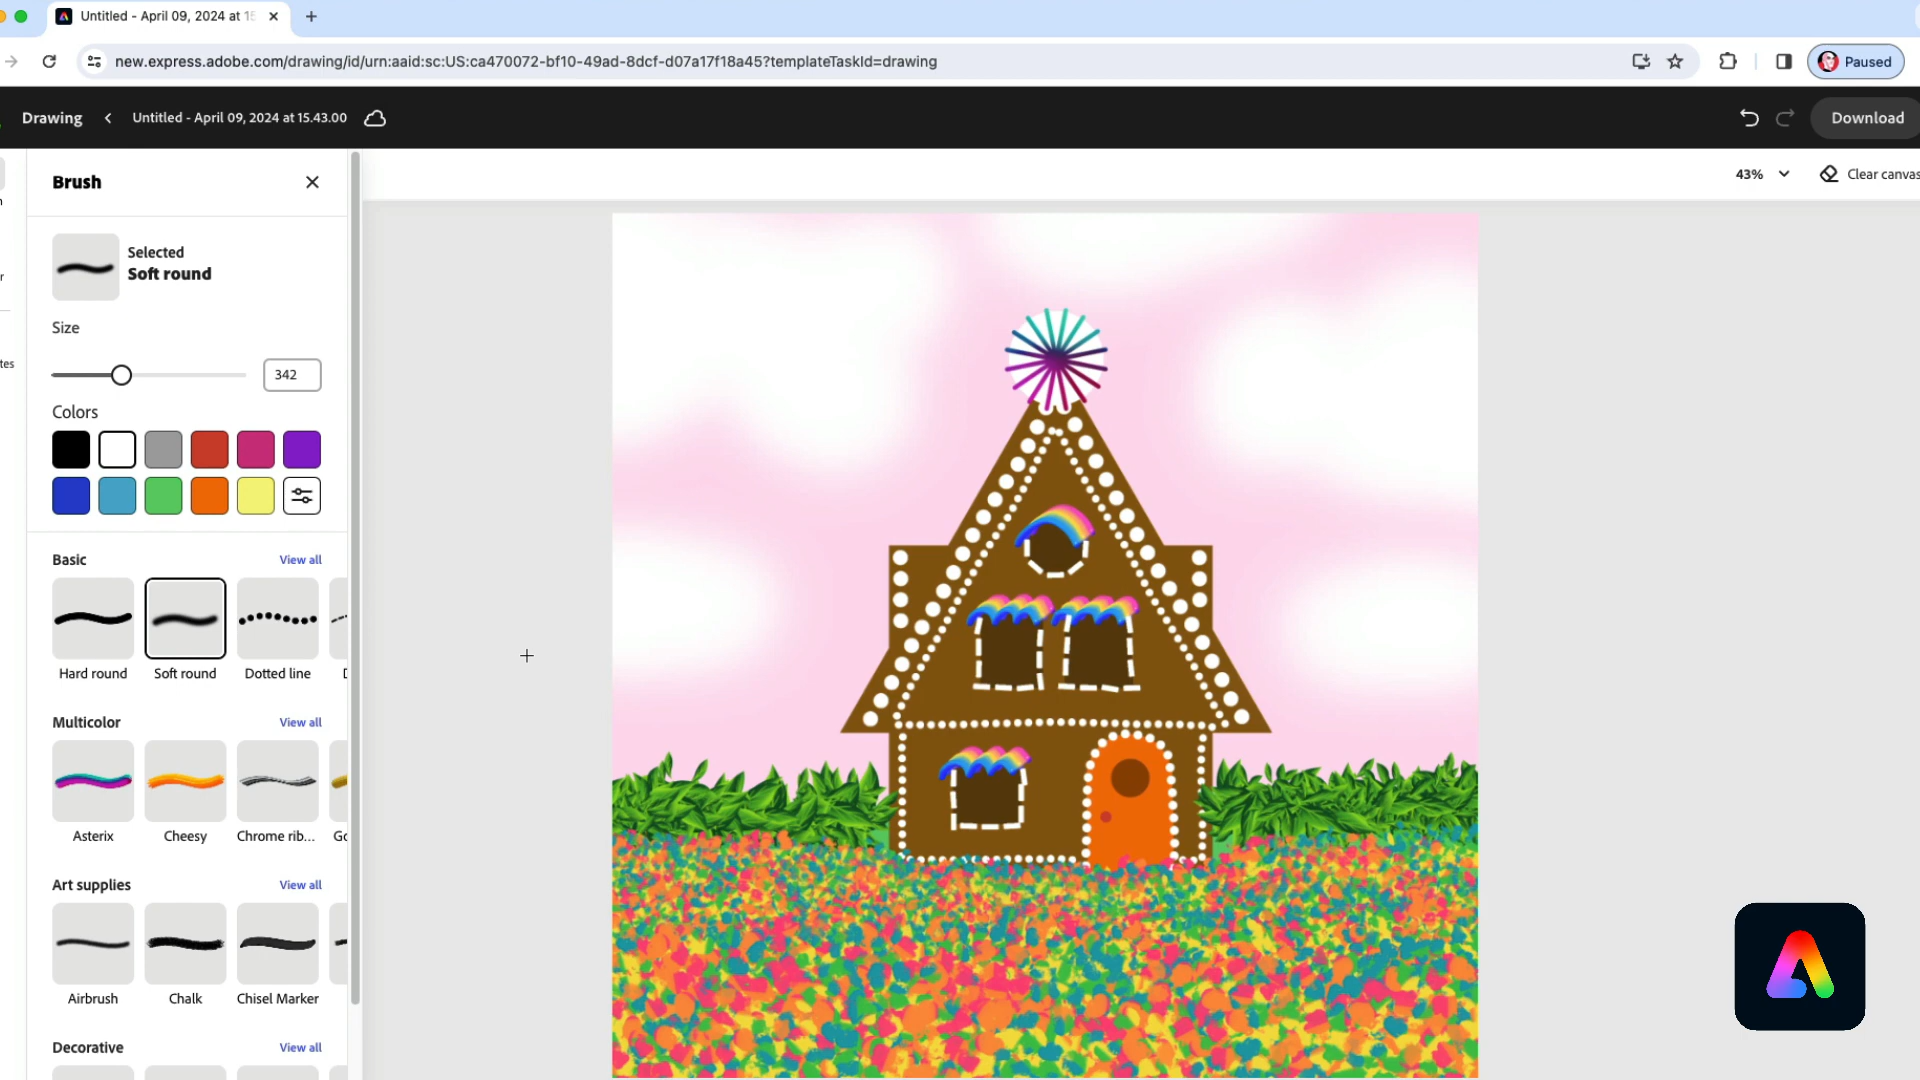 Untitled - April 09, 2024 at 15
new.express.adobe.com/drawing/id/urn:aaid:sc:US:ca470072-bf10-49ad-8dcf-d07a17f18a45?templateTaskId=drawing
Paused
Drawing
Untitled - April 09, 2024 at 15.43.00
Download
Brush
43%
Clear canvas
Selected
Soft round
Size
342
Colors
Basic
View all
Hard round
Soft round
Dotted line
Multicolor
View all
Asterix
Cheesy
Chrome rib...
Go
Art supplies
View all
Airbrush
Chalk
Chisel Marker
Decorative
View all